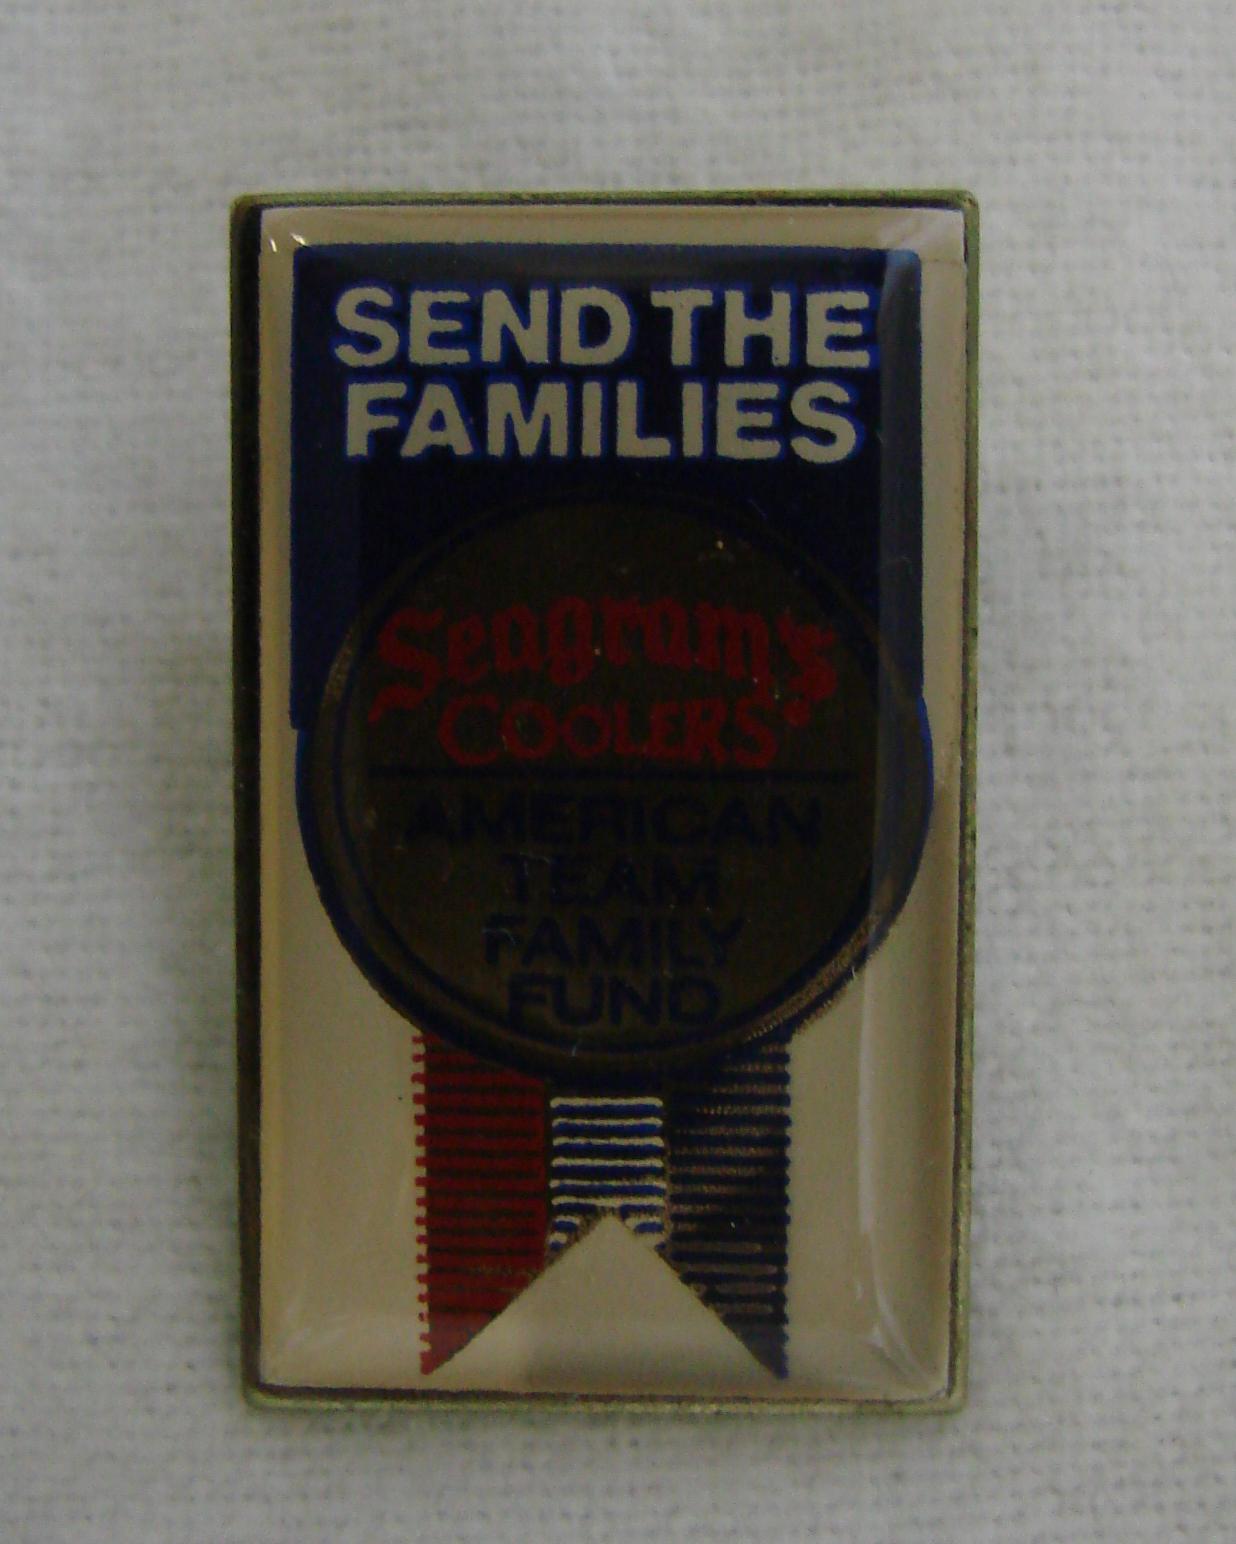 SEND THE
FAMILIES
Seagram's
COOLERS
AMERICAN
TEAM
FAMILY
FUND